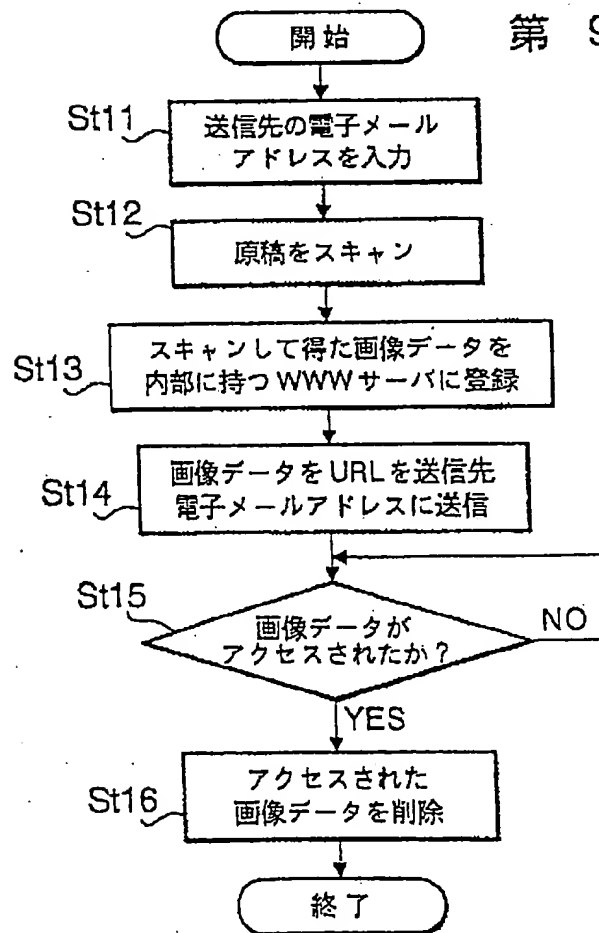 開始
第 9
St11
送信先の電子メール
アドレスを入力
St12
原稿をスキャン
St13
スキャンして得た画像データを
内部に持つWWWサーバに登録
St14
画像データをURLを送信先
電子メールアドレスに送信
St15
画像データが
アクセスされたか?
NO
YES
St16
アクセスされた
画像データを削除
終了